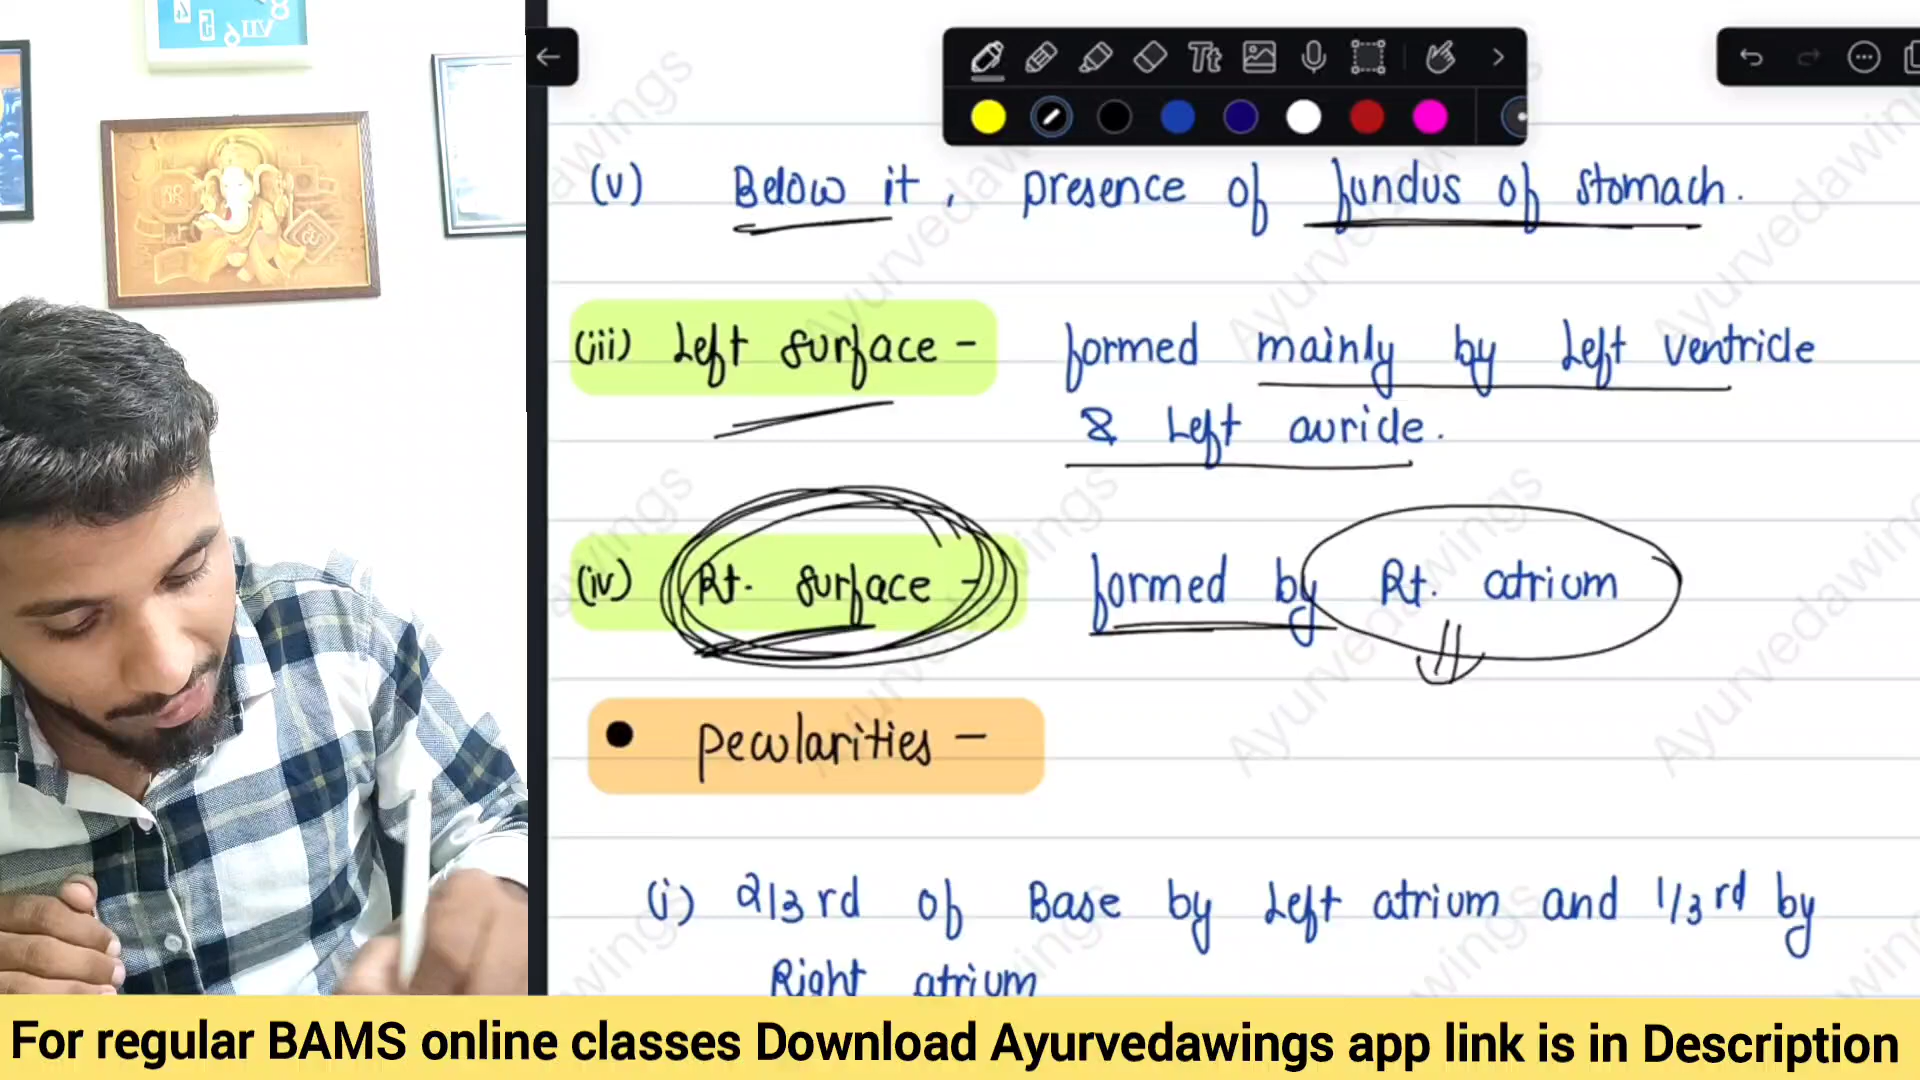 (v) Below it, presence of fundus of stomach.
(iii) Left surface - formed mainly by Left ventricle
& Left auricle.
(iv) Rt. surface - formed by Rt. atrium
• pecularities -
(i) 2/3rd of Base by Left atrium and 1/3rd by
Right atrium
Ayurvedawings
For regular BAMS online classes Download Ayurvedawings app link is in Description